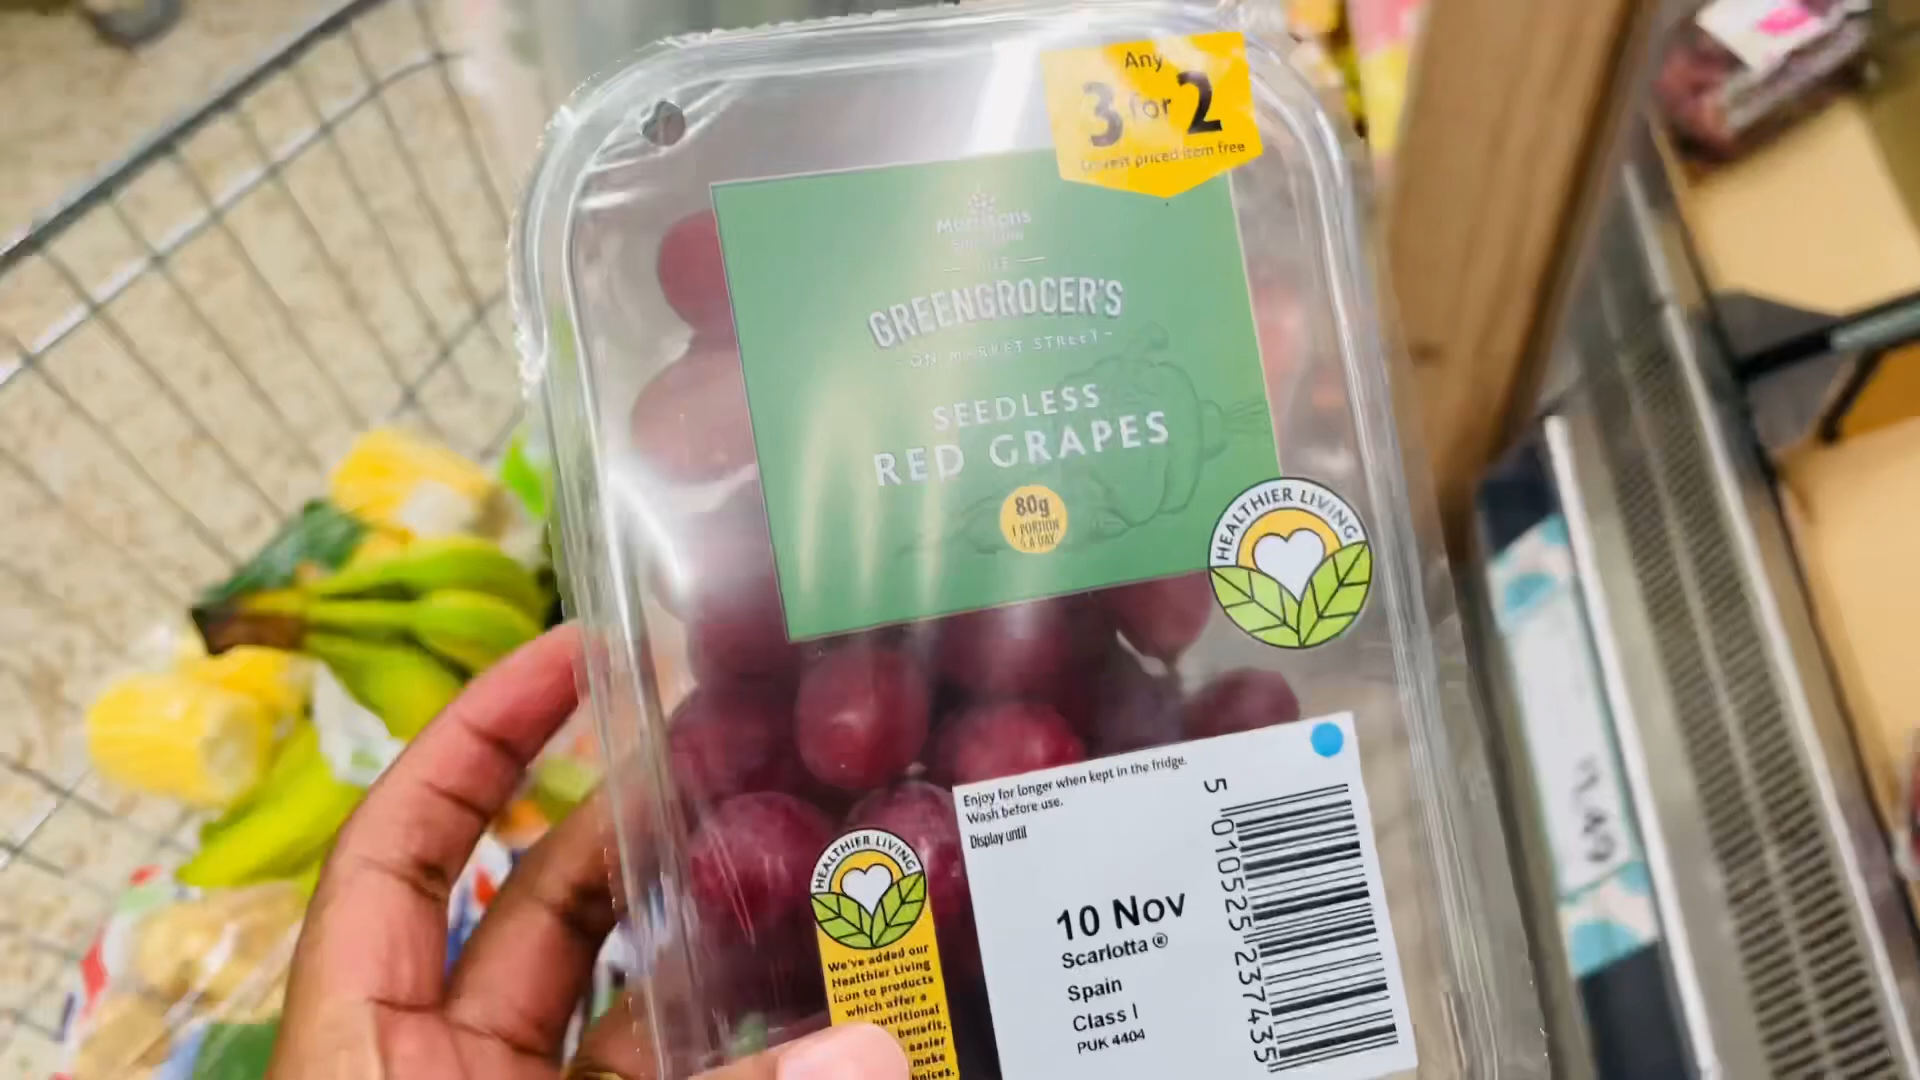 Any
3 for 2
Lowest priced item free
Morrisons
THE
GREENGROCER'S
ON MARKET STREET
SEEDLESS
RED GRAPES
80g
1 PORTION
5 A DAY
HEALTHIER LIVING
Enjoy for longer when kept in the fridge.
Wash before use.
Display until
10 Nov
Scarlotta ®
Spain
Class I
PUK 4404
5 010525 237435
HEALTHIER LIVING
We've added our
Healthier Living
icon to products
which offer a
nutritional
benefit,
easier
make